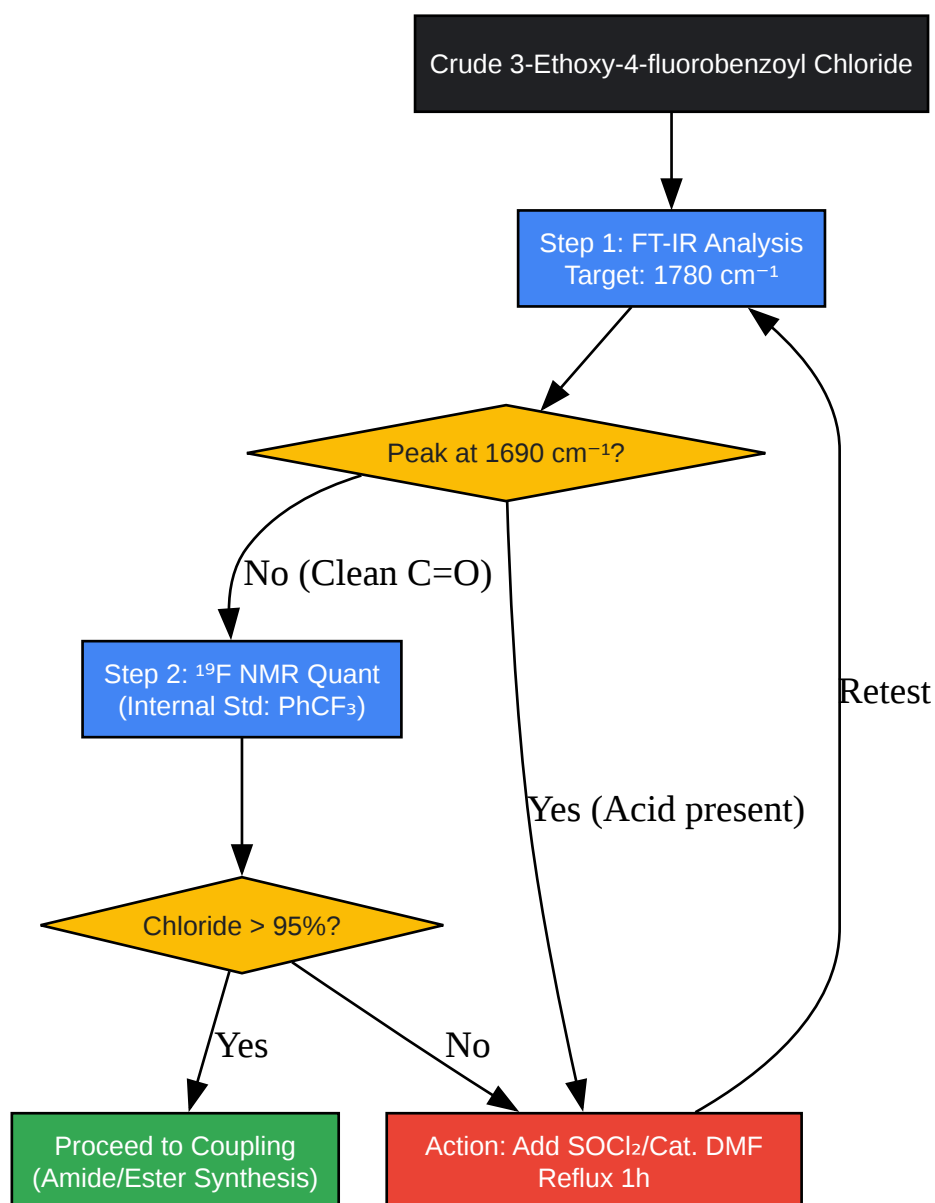 Crude 3-Ethoxy-4-fluorobenzoyl Chloride
Step 1: FT-IR Analysis
Target: 1780 cm⁻¹
Peak at 1690 cm⁻¹?
No (Clean C=O)
Step 2: ¹⁹F NMR Quant
(Internal Std: PhCF₃)
Retest
Yes (Acid present)
Chloride > 95%?
Yes
No
Proceed to Coupling
(Amide/Ester Synthesis)
Action: Add SOCl₂/Cat. DMF
Reflux 1h